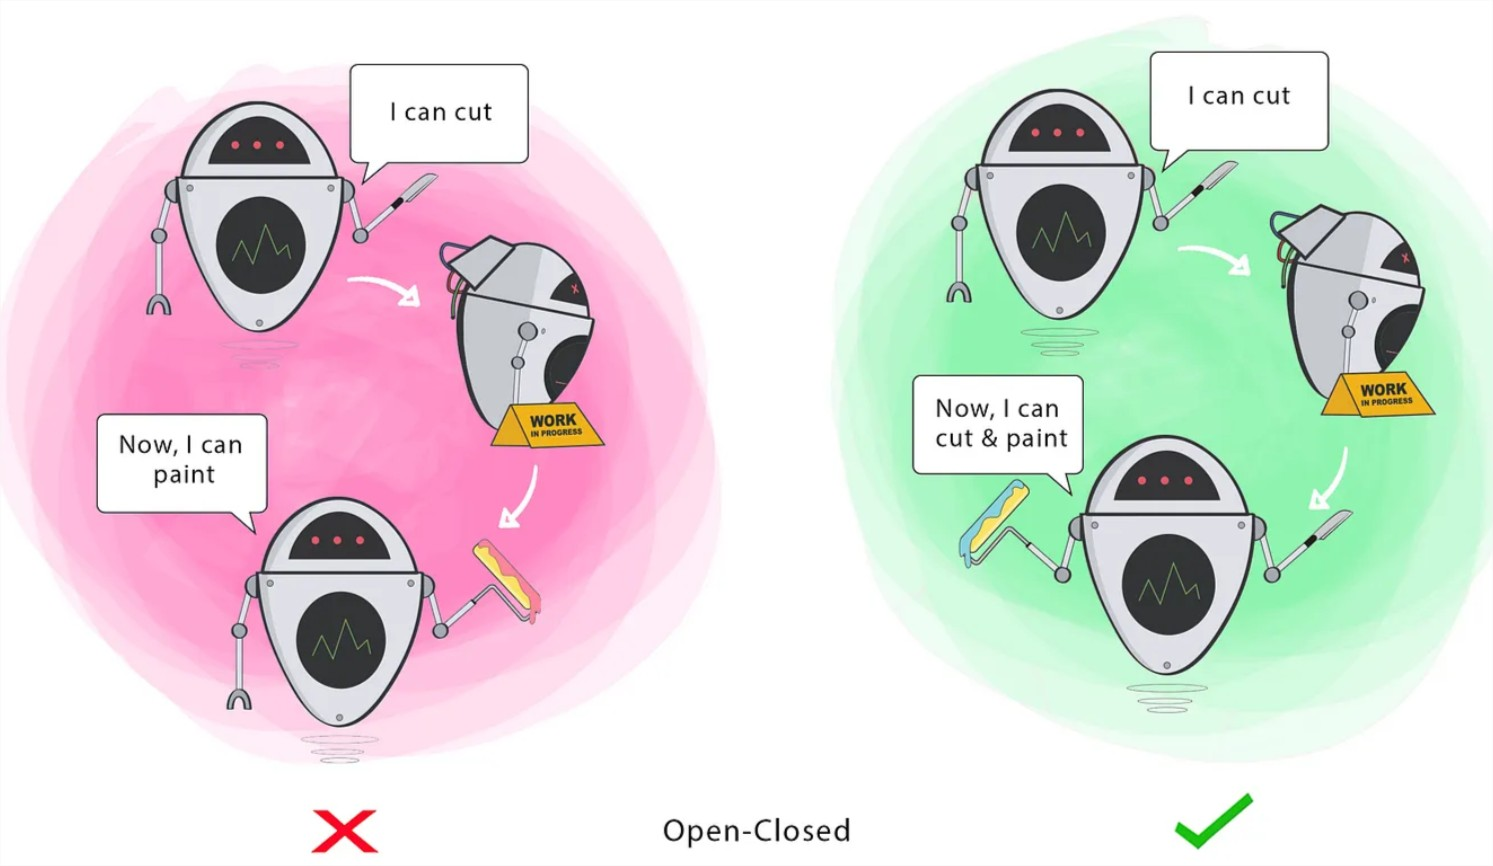 I can cut
WORK
IN PROGRESS
Now, I can
paint
I can cut
WORK
IN PROGRESS
Now, I can
cut & paint
Open-Closed